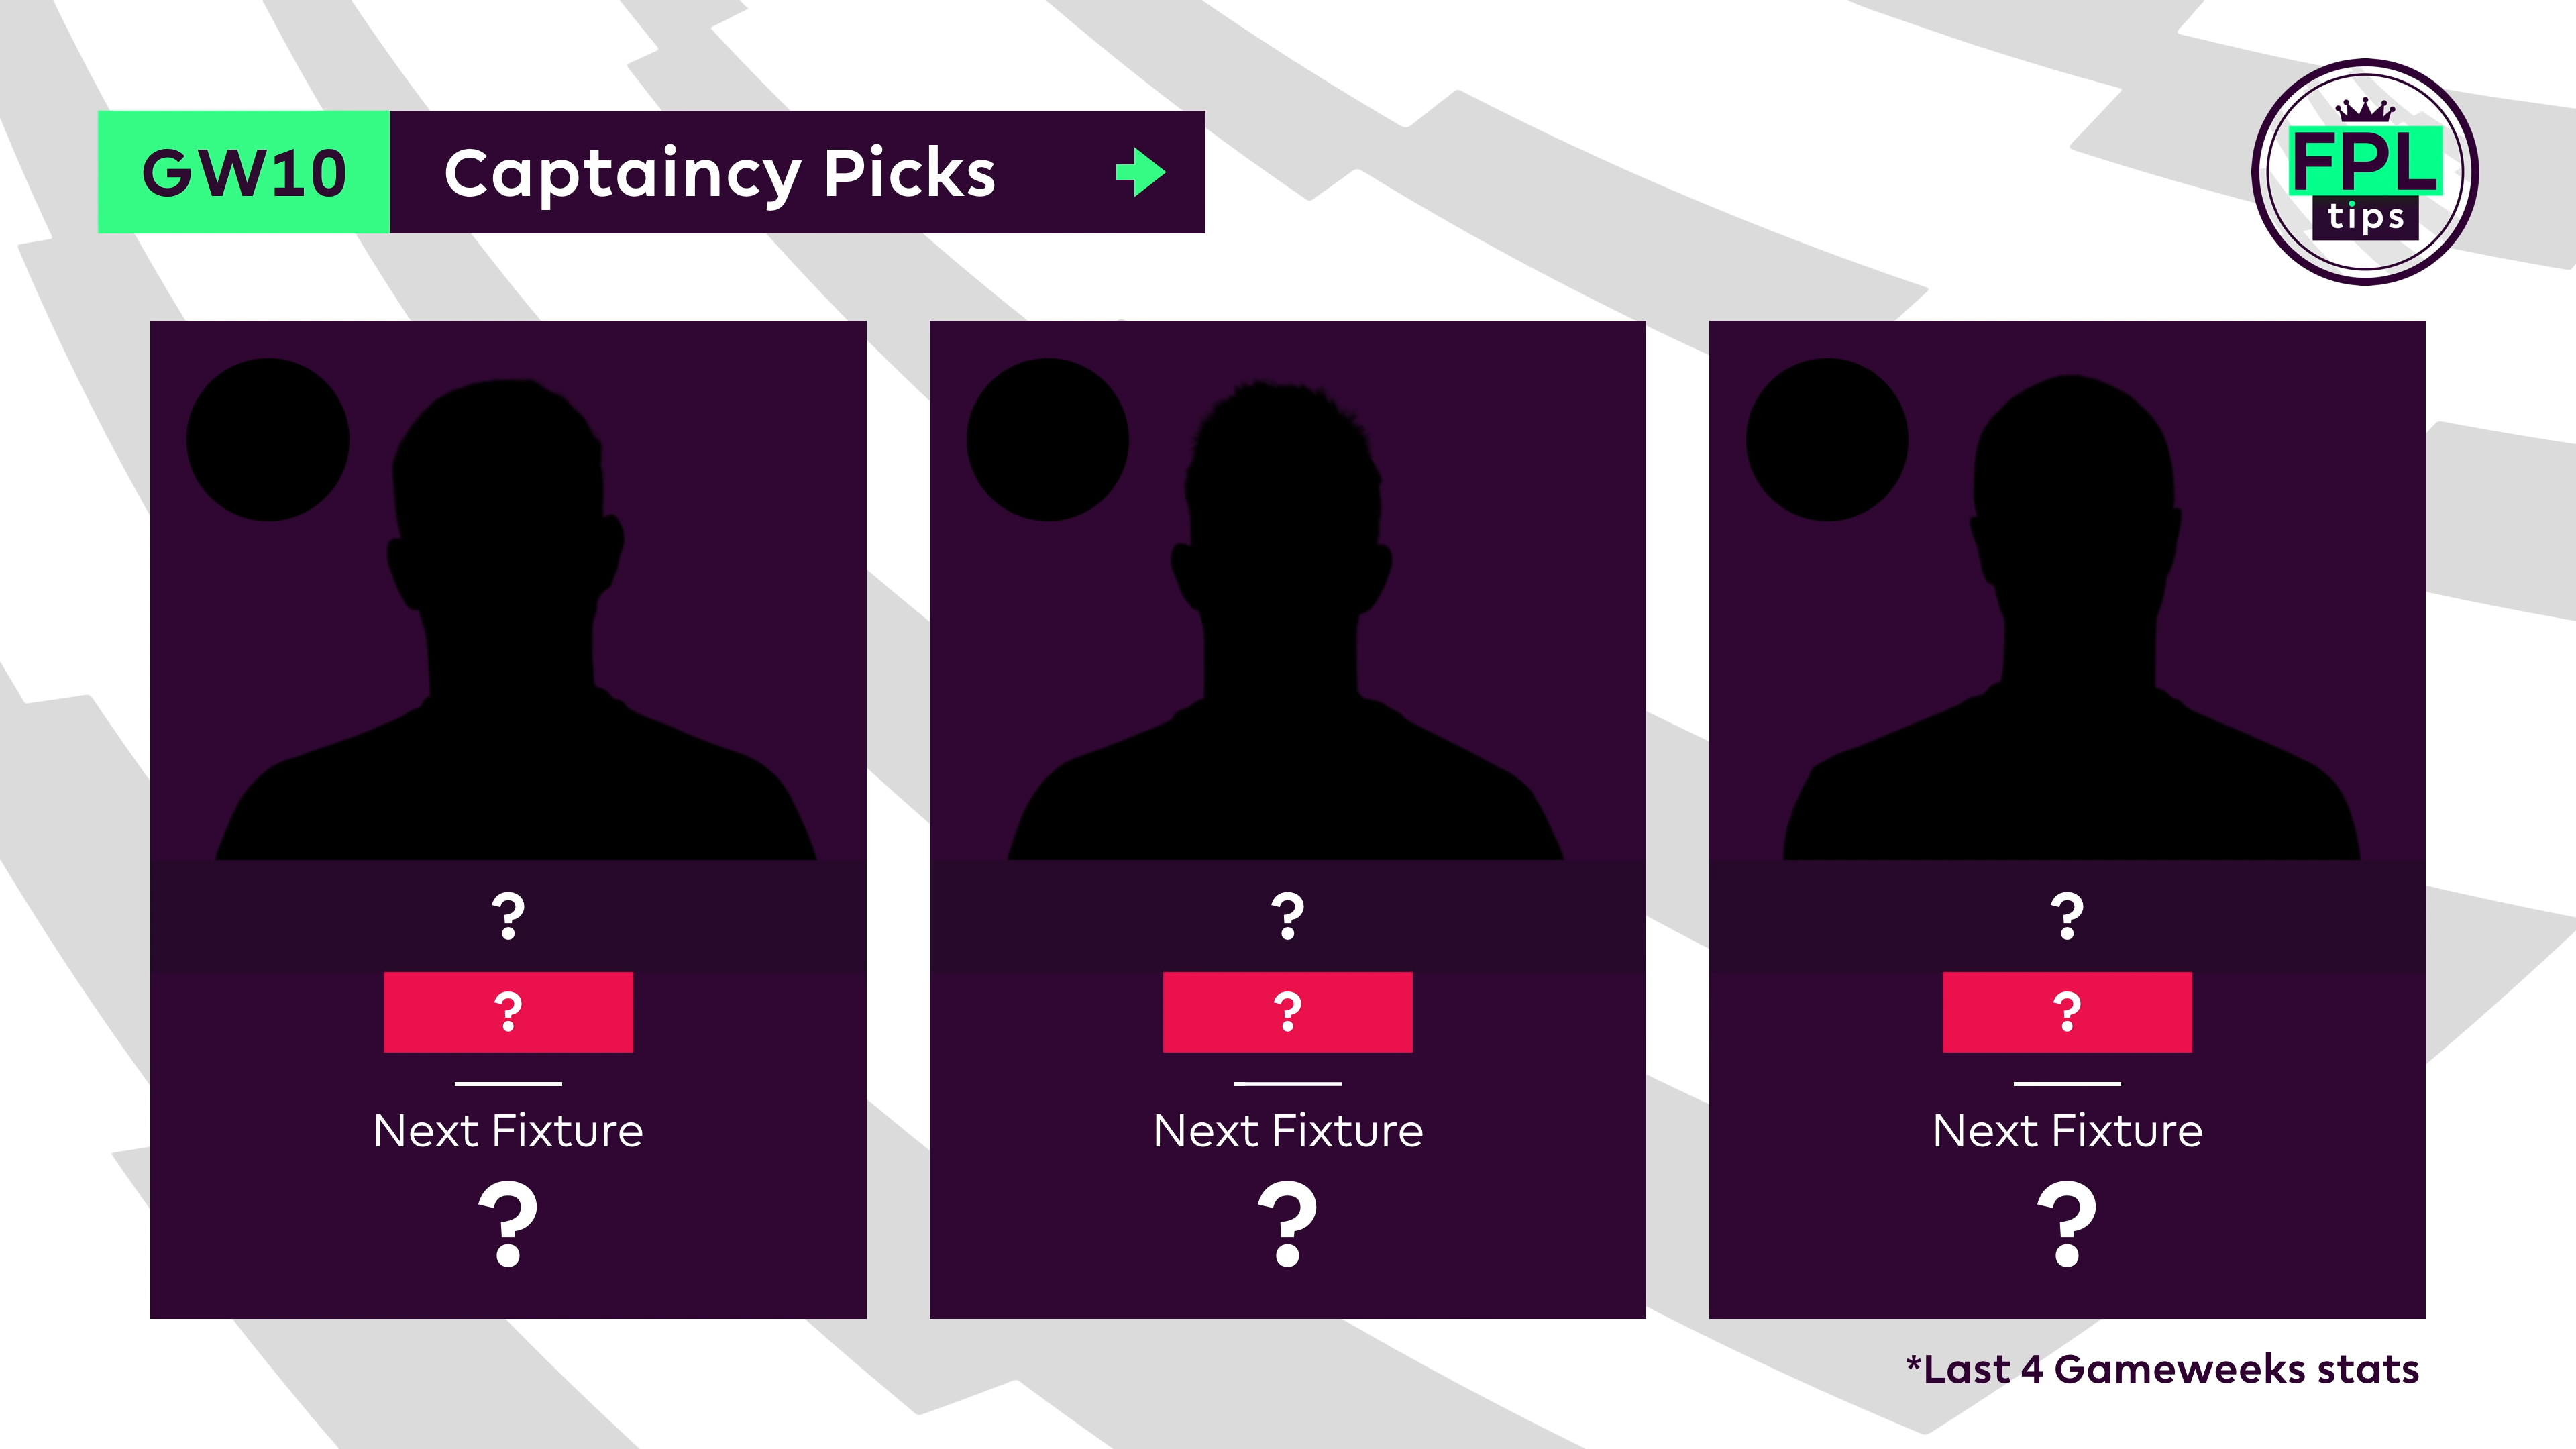 GW10 Captaincy Picks
FPL
tips
? ? ?
? ? ?
Next Fixture Next Fixture Next Fixture
? ? ?
*Last 4 Gameweeks stats